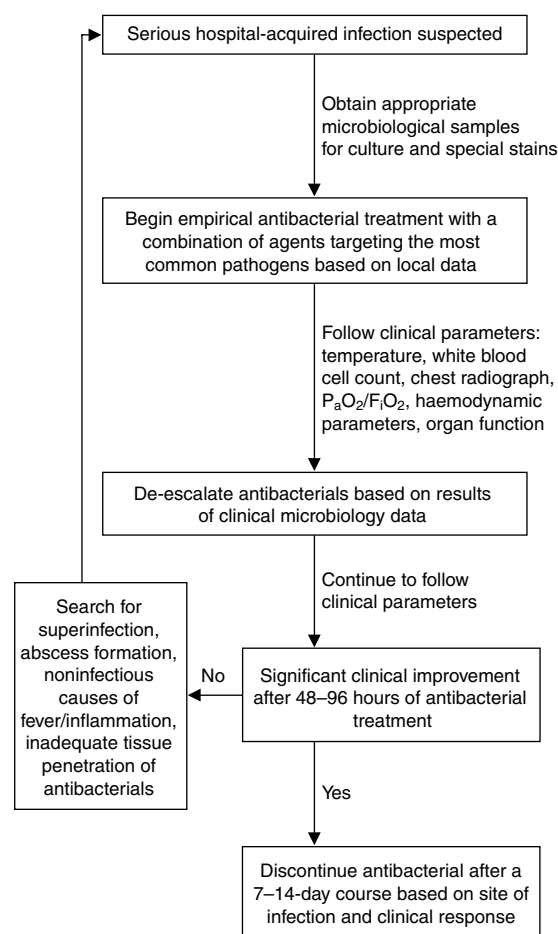 Serious hospital-acquired infection suspected
Obtain appropriate
microbiological samples
for culture and special stains
Begin empirical antibacterial treatment with a
combination of agents targeting the most
common pathogens based on local data
Follow clinical parameters:
temperature, white blood
cell count, chest radiograph,
PaO2/FiO2, haemodynamic
parameters, organ function
De-escalate antibacterials based on results
of clinical microbiology data
Continue to follow
clinical parameters
Search for
superinfection,
abscess formation,
noninfectious
causes of
fever/inflammation,
inadequate tissue
penetration of
antibacterials
No
Significant clinical improvement
after 48–96 hours of antibacterial
treatment
Yes
Discontinue antibacterial after a
7–14-day course based on site of
infection and clinical response